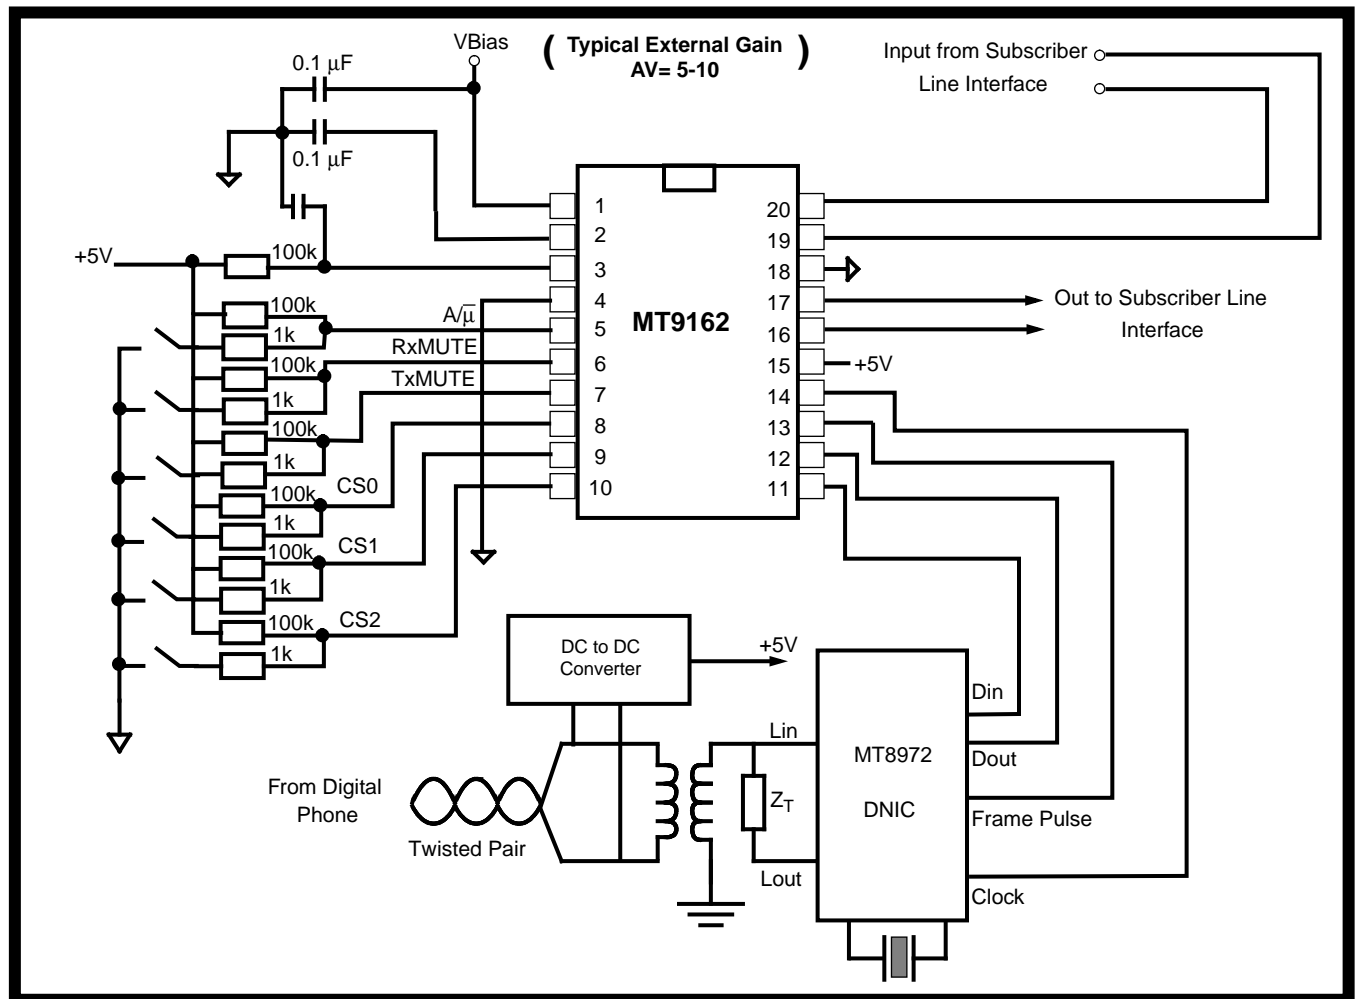 VBias
( Typical External Gain )
AV= 5-10
Input from Subscriber
Line Interface
0.1 μF
0.1 μF
+5V
100k
100k
1k
100k
1k
100k
1k
100k
1k
100k
1k
100k
1k
A/μ̅
RxMUTE
TxMUTE
CS0
CS1
CS2
1
2
3
4
5
6
7
8
9
10
MT9162
20
19
18
17
16
15
14
13
12
11
+5V
Out to Subscriber Line
Interface
DC to DC
Converter
+5V
From Digital
Phone
Twisted Pair
Lin
ZT
Lout
MT8972
DNIC
Din
Dout
Frame Pulse
Clock